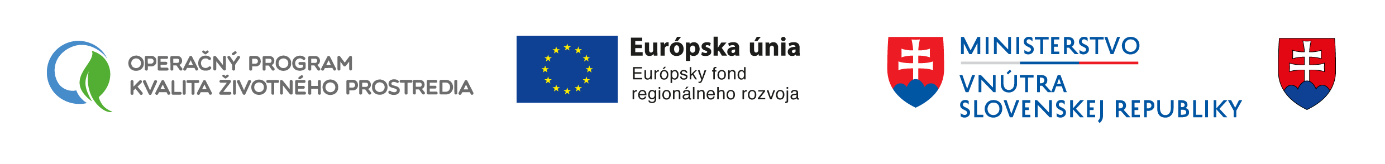 OPERAČNÝ PROGRAM
KVALITA ŽIVOTNÉHO PROSTREDIA
Európska únia
Európsky fond
regionálneho rozvoja
MINISTERSTVO
VNÚTRA
SLOVENSKEJ REPUBLIKY